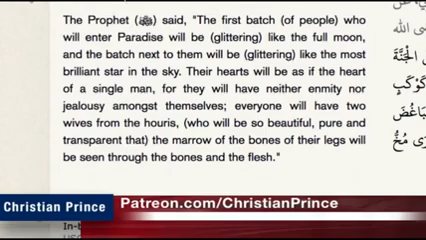 The Prophet (ﷺ) said, "The first batch (of people) who
will enter Paradise will be (glittering) like the full moon,
and the batch next to them will be (glittering) like the most
brilliant star in the sky. Their hearts will be as if the heart
of a single man, for they will have neither enmity nor
jealousy amongst themselves; everyone will have two
wives from the houris, (who will be so beautiful, pure and
transparent that) the marrow of the bones of their legs will
be seen through the bones and the flesh."
الله
الْجَنَّةَ
كَوْكَبٍ
Christian Prince
Patreon.com/ChristianPrince